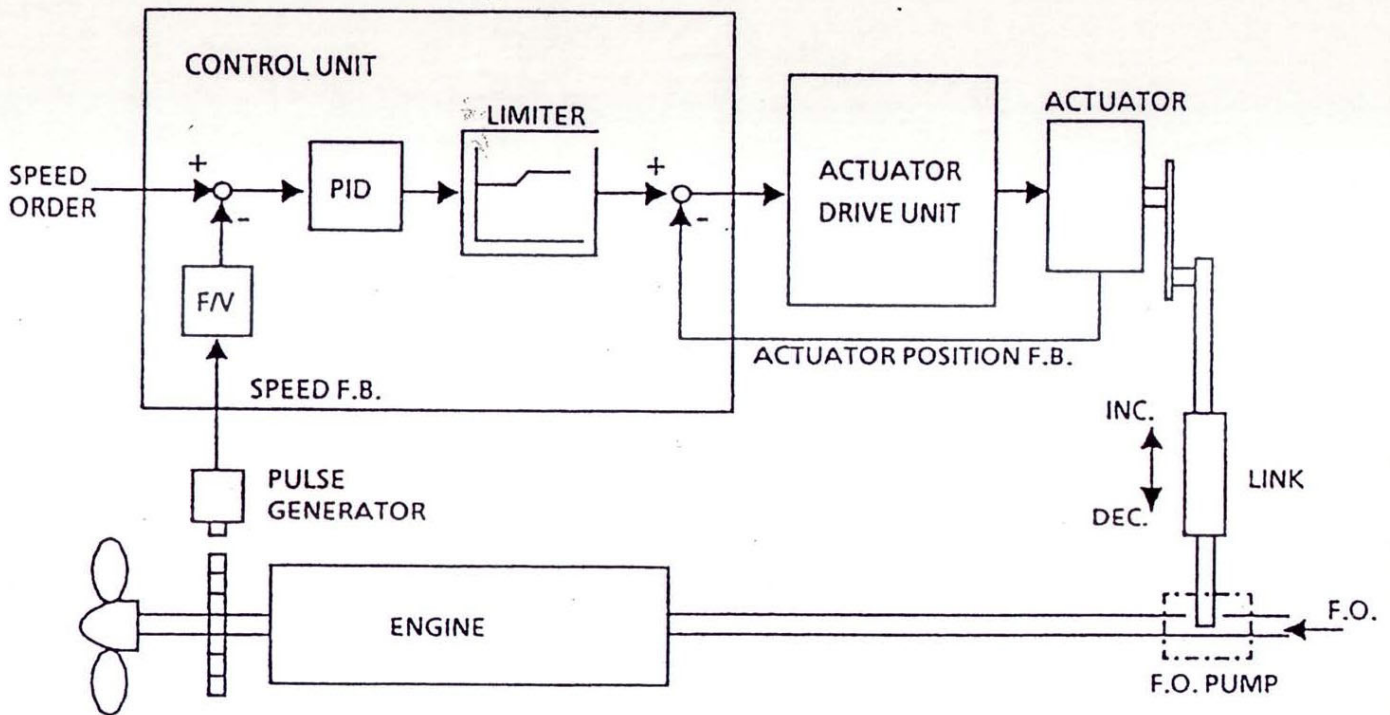 CONTROL UNIT
LIMITER
ACTUATOR
SPEED
ORDER
+
-
PID
+
-
ACTUATOR
DRIVE UNIT
F/V
ACTUATOR POSITION F.B.
SPEED F.B.
PULSE
GENERATOR
INC.
DEC.
LINK
ENGINE
F.O.
F.O. PUMP